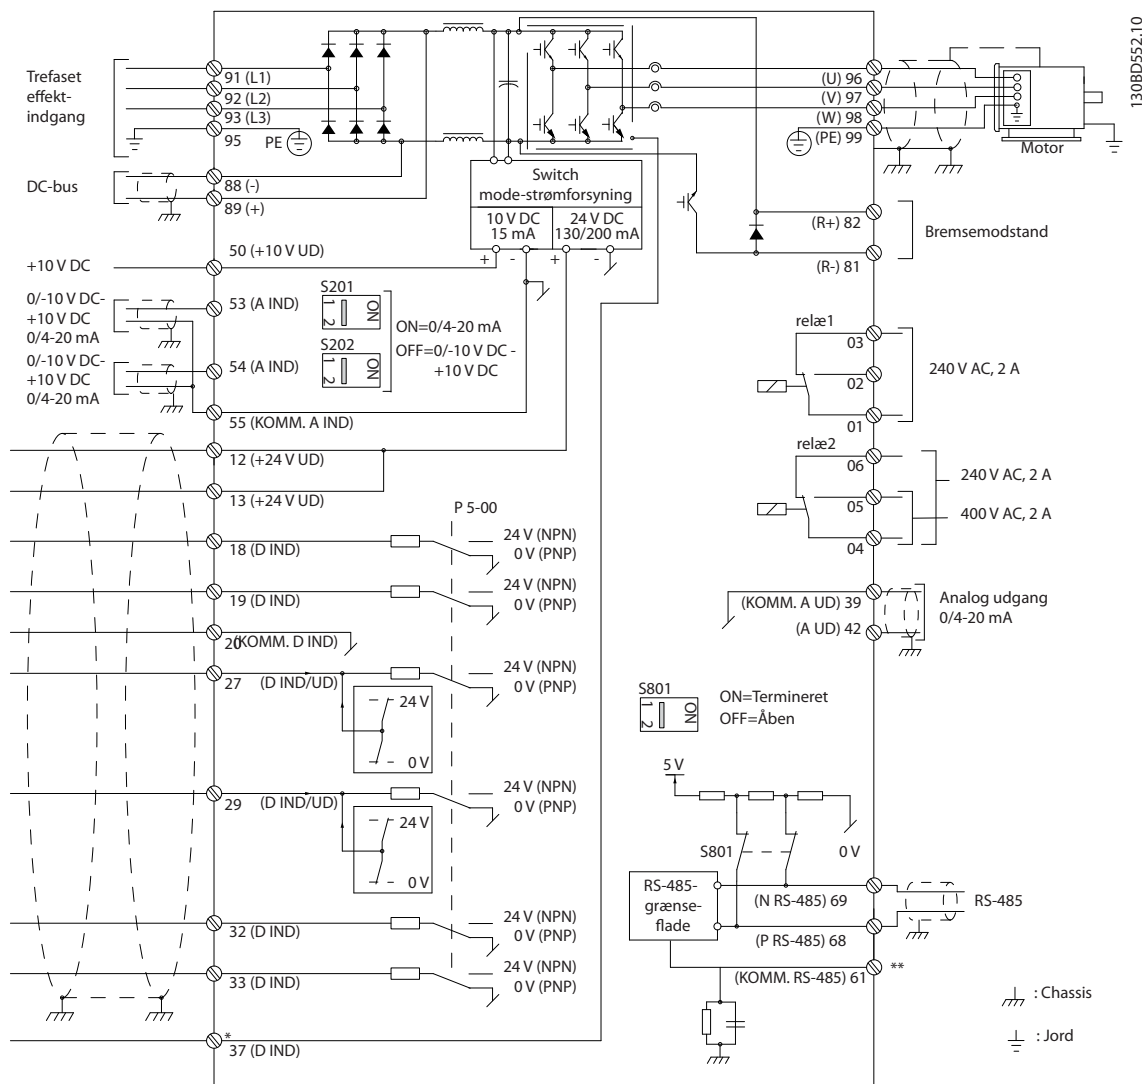 130BD552.10
Trefaset
effekt-
indgang
91 (L1)
92 (L2)
93 (L3)
95
PE
DC-bus
88 (-)
89 (+)
+10 V DC
50 (+10 V UD)
0/-10 V DC-
+10 V DC
0/4-20 mA
53 (A IND)
0/-10 V DC-
+10 V DC
0/4-20 mA
54 (A IND)
55 (KOMM. A IND)
12 (+24 V UD)
13 (+24 V UD)
18 (D IND)
19 (D IND)
20 (KOMM. D IND)
27 (D IND/UD)
29 (D IND/UD)
32 (D IND)
33 (D IND)
*
37 (D IND)
Switch
mode-strømforsyning
10 V DC
15 mA
24 V DC
130/200 mA
+ - + -
S201
1 2 ON
S202
1 2 ON
ON=0/4-20 mA
OFF=0/-10 V DC -
+10 V DC
P 5-00
24 V (NPN)
0 V (PNP)
24 V (NPN)
0 V (PNP)
24 V (NPN)
0 V (PNP)
24 V
0 V
24 V (NPN)
0 V (PNP)
24 V
0 V
24 V (NPN)
0 V (PNP)
24 V (NPN)
0 V (PNP)
(U) 96
(V) 97
(W) 98
(PE) 99
Motor
(R+) 82
(R-) 81
Bremsemodstand
relæ1
03
02
01
240 V AC, 2 A
relæ2
06
05
04
240 V AC, 2 A
400 V AC, 2 A
(KOMM. A UD) 39
(A UD) 42
Analog udgang
0/4-20 mA
S801
1 2 ON
ON=Termineret
OFF=Åben
5 V
S801
0 V
RS-485-
grænse-
flade
(N RS-485) 69
(P RS-485) 68
(KOMM. RS-485) 61
**
RS-485
: Chassis
: Jord